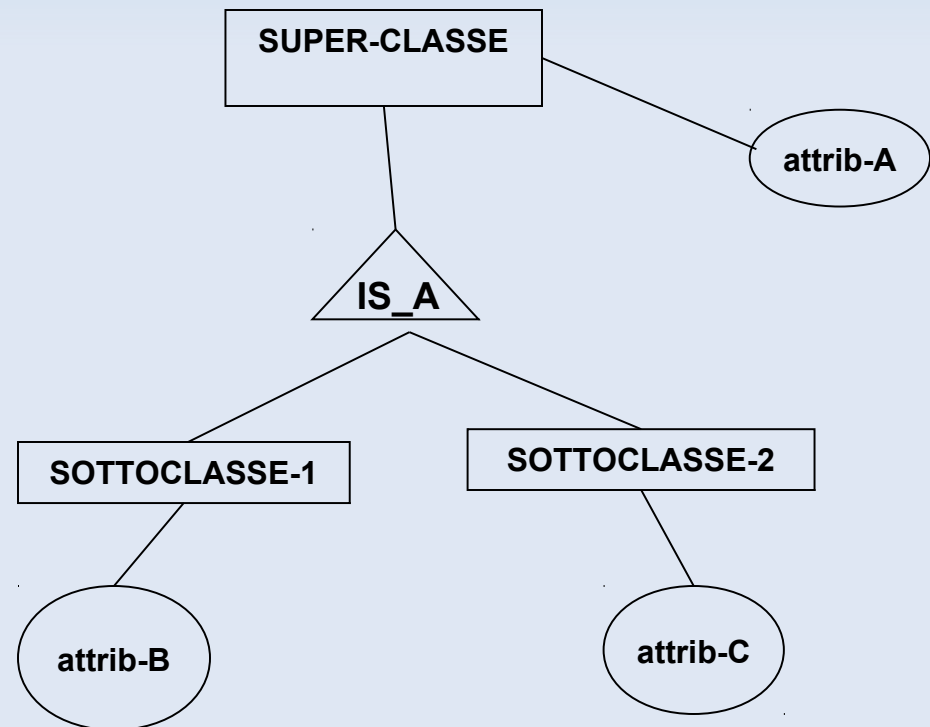 SUPER-CLASSE
attrib-A
IS_A
SOTTOCLASSE-1
SOTTOCLASSE-2
attrib-B
attrib-C